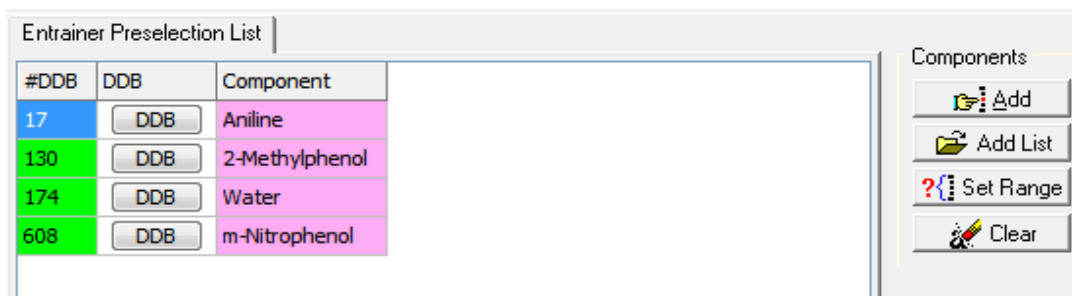 Entrainer Preselection List
#DDB DDB Component
17 DDB Aniline
130 DDB 2-Methylphenol
174 DDB Water
608 DDB m-Nitrophenol
Components
Add
Add List
?{ Set Range
Clear